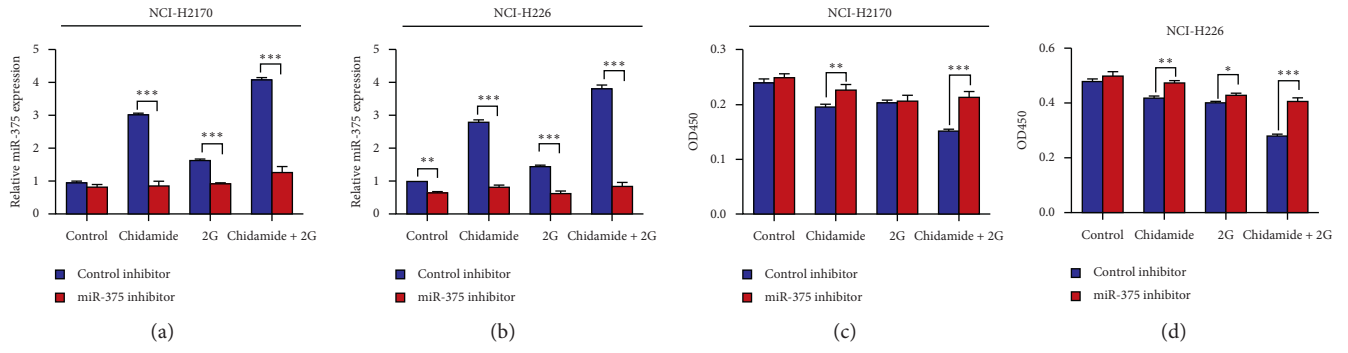 NCI-H2170
Relative miR-375 expression
5
4
3
2
1
0
***
***
***
Control Chidamide 2G Chidamide + 2G
Control inhibitor
miR-375 inhibitor
(a)
NCI-H226
Relative miR-375 expression
5
4
3
2
1
0
**
***
***
***
Control Chidamide 2G Chidamide + 2G
Control inhibitor
miR-375 inhibitor
(b)
NCI-H2170
OD450
0.3
0.2
0.1
0.0
**
***
Control Chidamide 2G Chidamide + 2G
Control inhibitor
miR-375 inhibitor
(c)
NCI-H226
OD450
0.6
0.4
0.2
0.0
**
*
***
Control Chidamide 2G Chidamide + 2G
Control inhibitor
miR-375 inhibitor
(d)